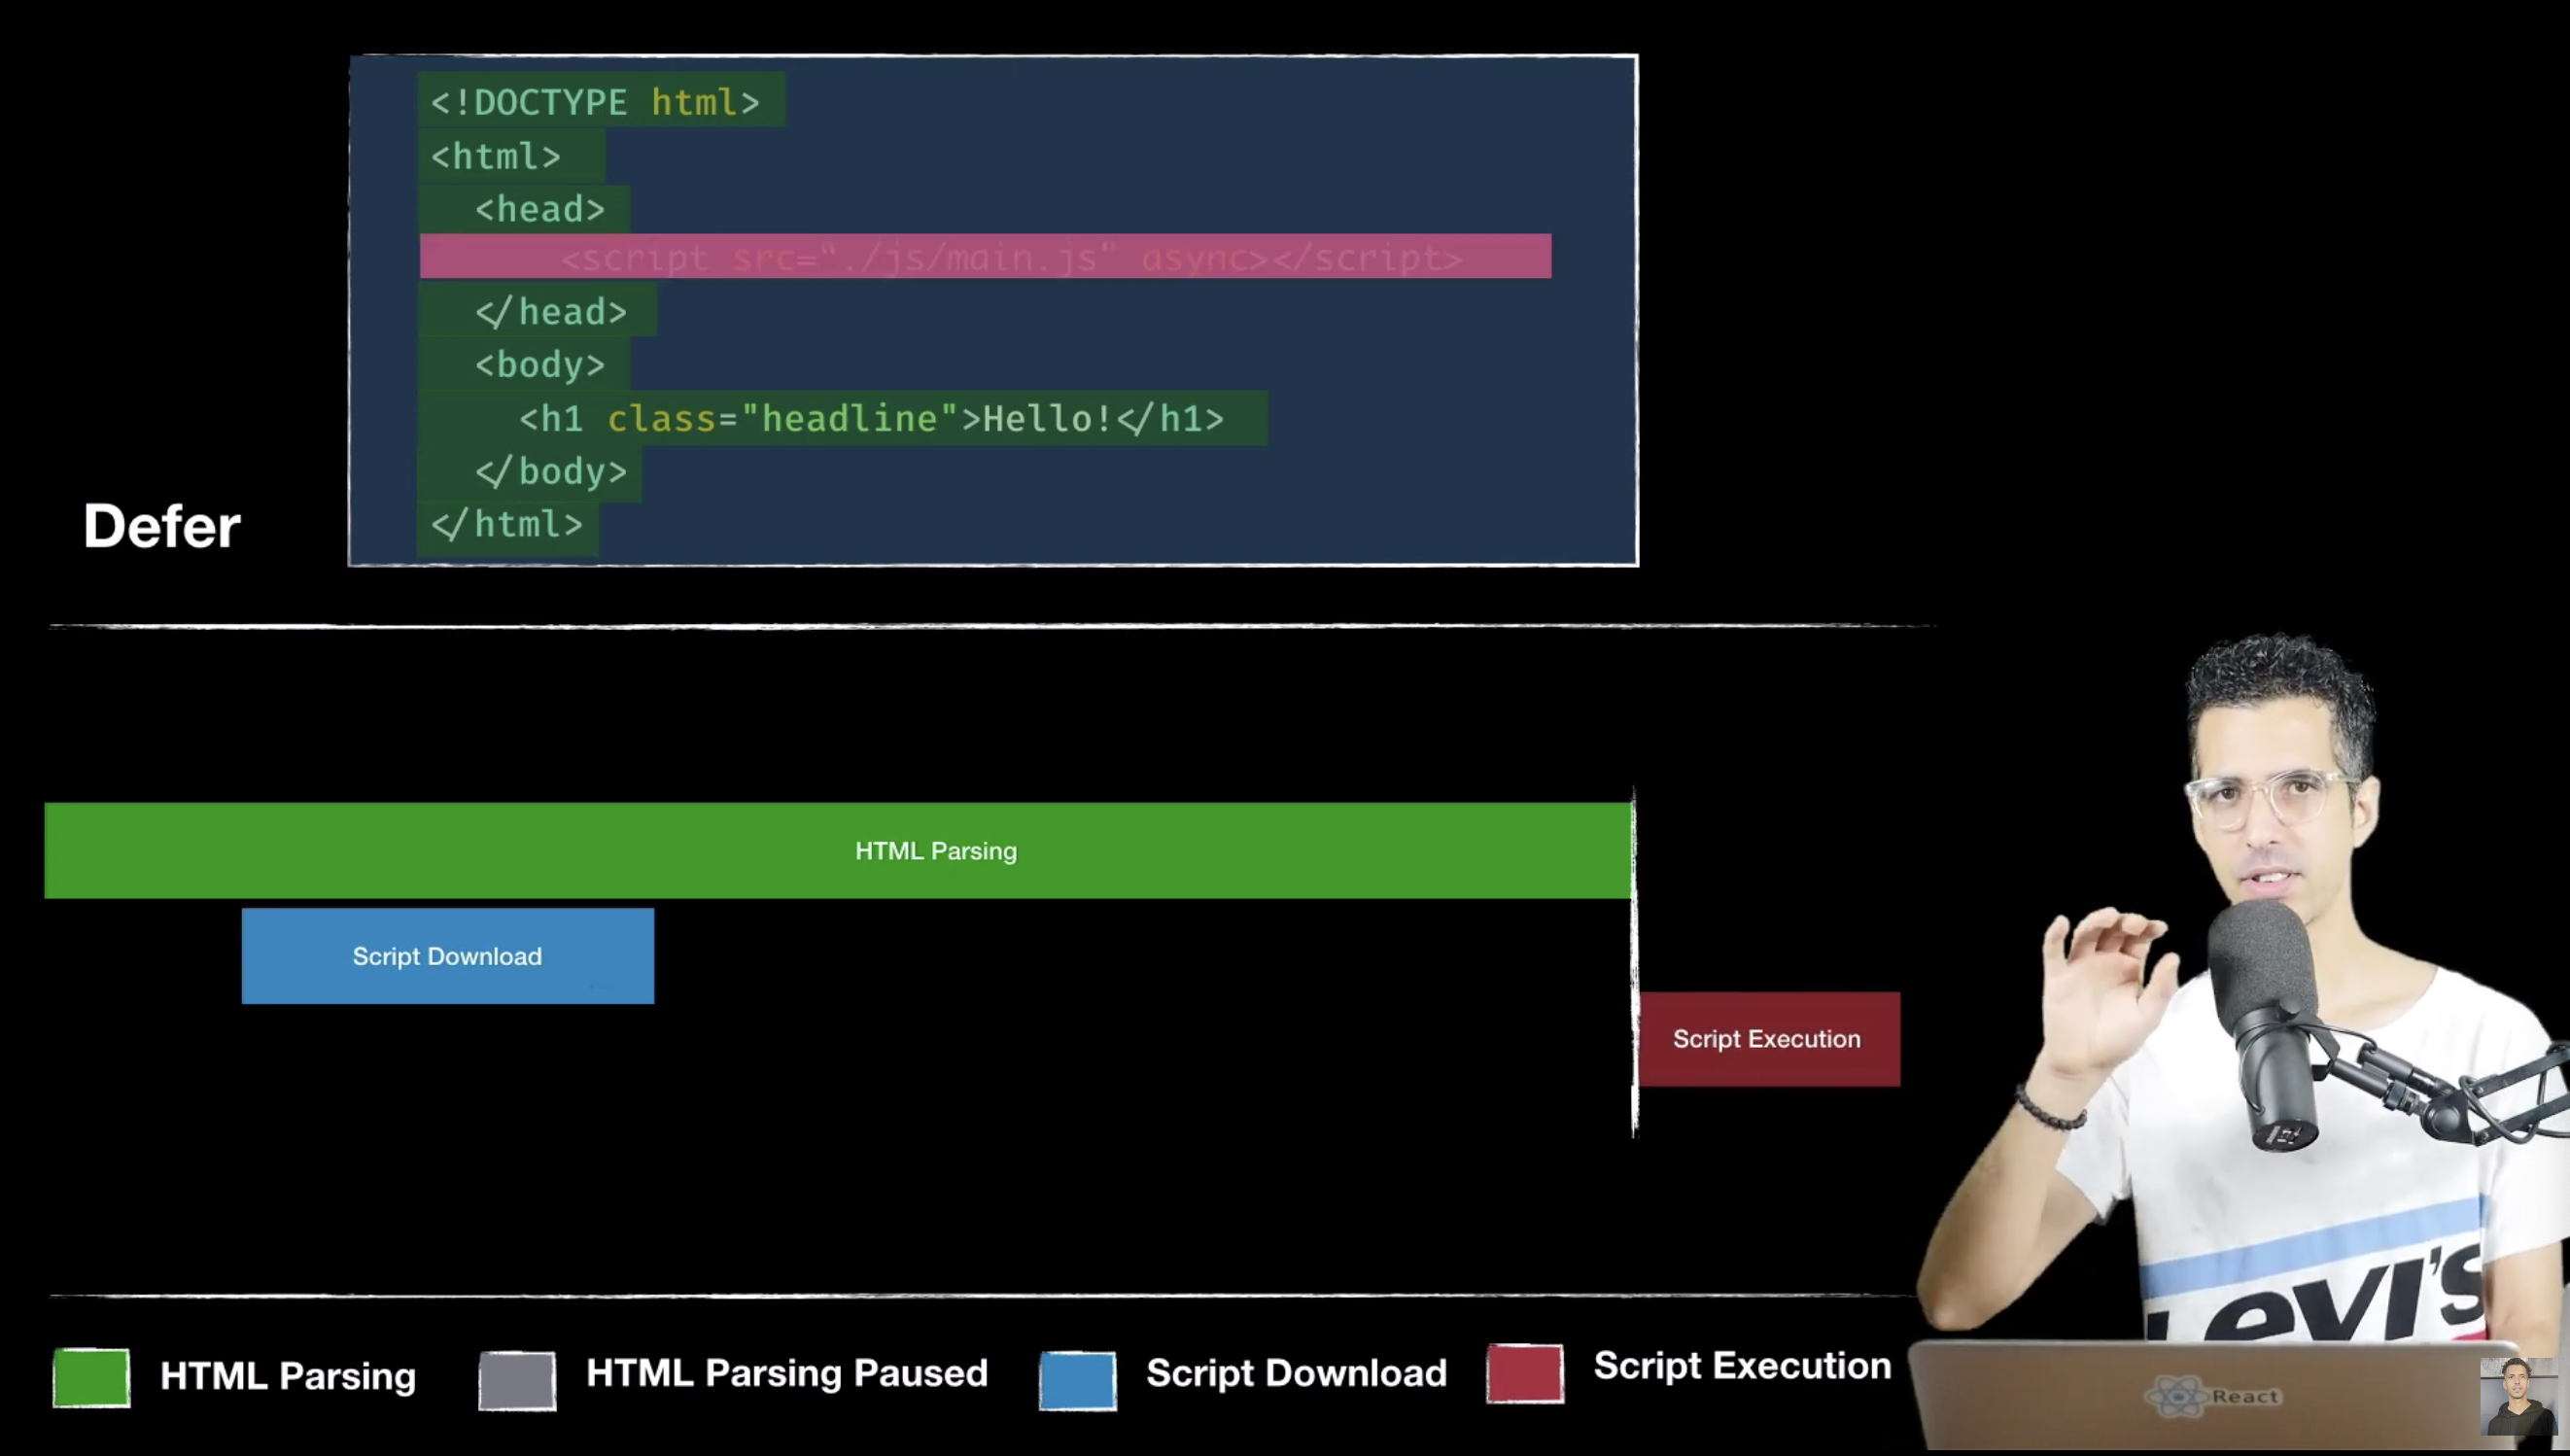 <!DOCTYPE html>
<html>
<head>
<script src="./js/main.js" async></script>
</head>
<body>
<h1 class="headline">Hello!</h1>
</body>
</html>
Defer
HTML Parsing
Script Download
Script Execution
LEVI'S
HTML Parsing
HTML Parsing Paused
Script Download
Script Execution
React